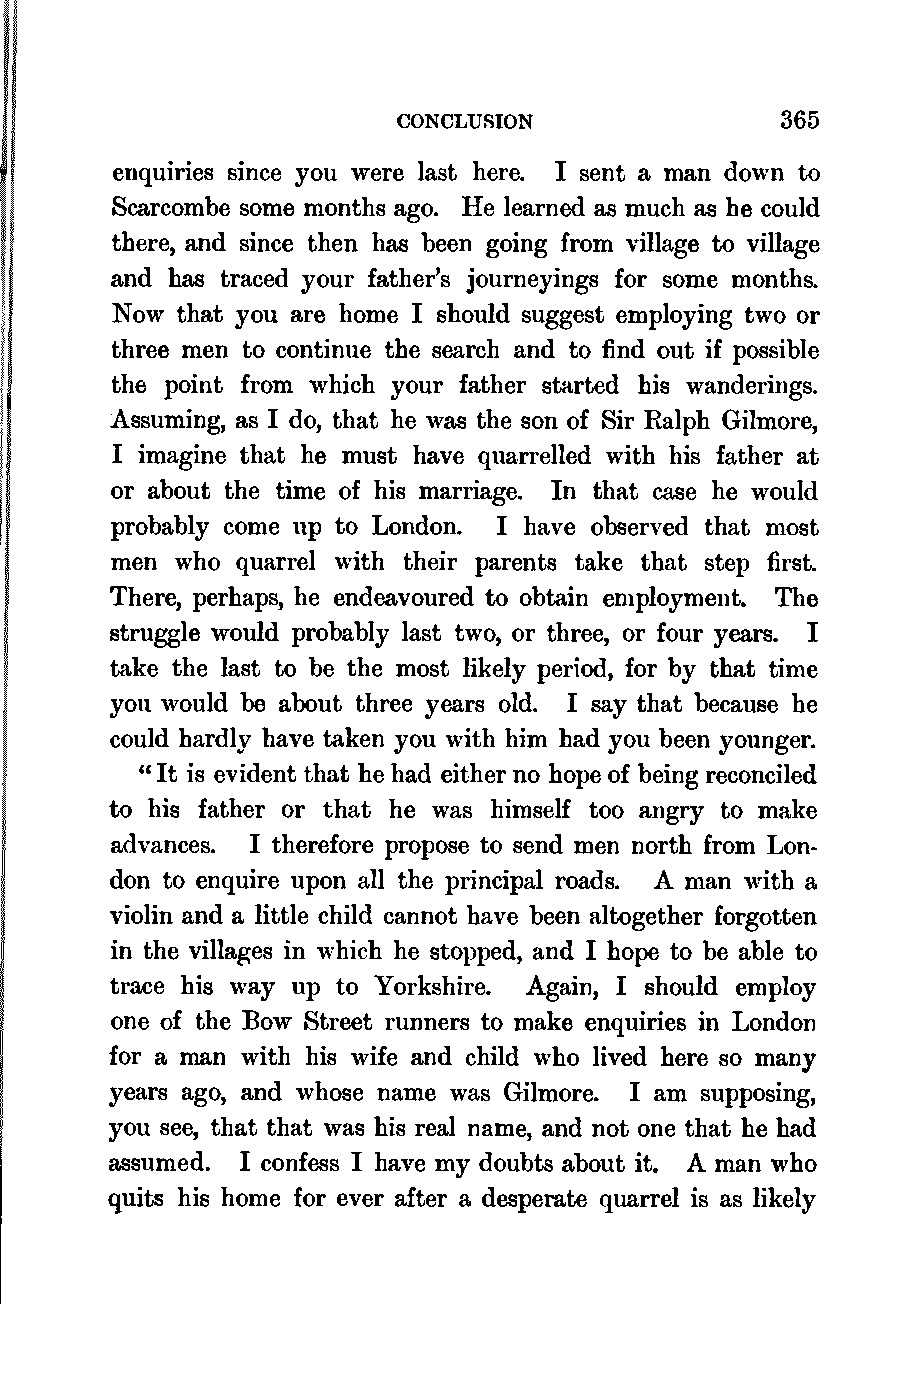 CONCLUSION 365
enquiries since you were last here. I sent a man down to
Scarcombe some months ago. He learned as much as he could
there, and since then has been going from village to village
and has traced your father's journeyings for some months.
Now that you are home I should suggest employing two or
three men to continue the search and to find out if possible
the point from which your father started his wanderings.
Assuming, as I do, that he was the son of Sir Ralph Gilmore,
I imagine that he must have quarrelled with his father at
or about the time of his marriage. In that case he would
probably come up to London. I have observed that most
men who quarrel with their parents take that step first.
There, perhaps, he endeavoured to obtain employment. The
struggle would probably last two, or three, or four years. I
take the last to be the most likely period, for by that time
you would be about three years old. I say that because he
could hardly have taken you with him had you been younger.
"It is evident that he had either no hope of being reconciled
to his father or that he was himself too angry to make
advances. I therefore propose to send men north from Lon-
don to enquire upon all the principal roads. A man with a
violin and a little child cannot have been altogether forgotten
in the villages in which he stopped, and I hope to be able to
trace his way up to Yorkshire. Again, I should employ
one of the Bow Street runners to make enquiries in London
for a man with his wife and child who lived here so many
years ago, and whose name was Gilmore. I am supposing,
you see, that that was his real name, and not one that he had
assumed. I confess I have my doubts about it. A man who
quits his home for ever after a desperate quarrel is as likely